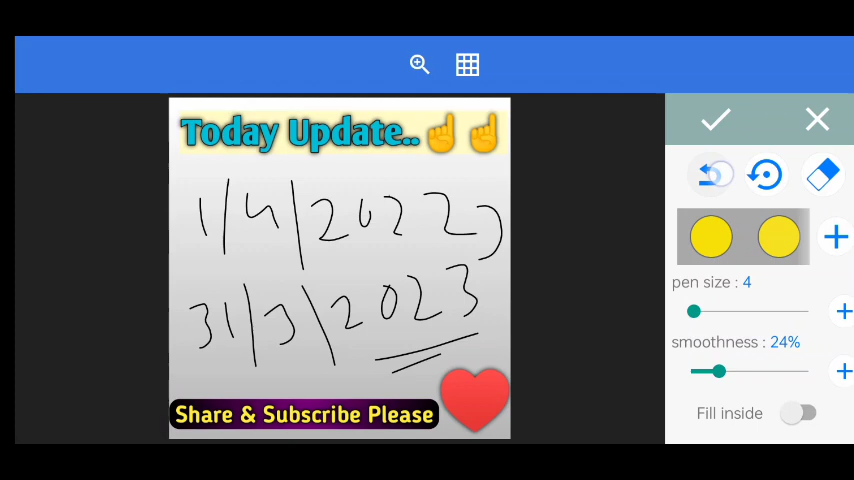 Today Update..☝☝
1/4/2022
31/3/2023
Share & Subscribe Please
pen size : 4
smoothness : 24%
Fill inside